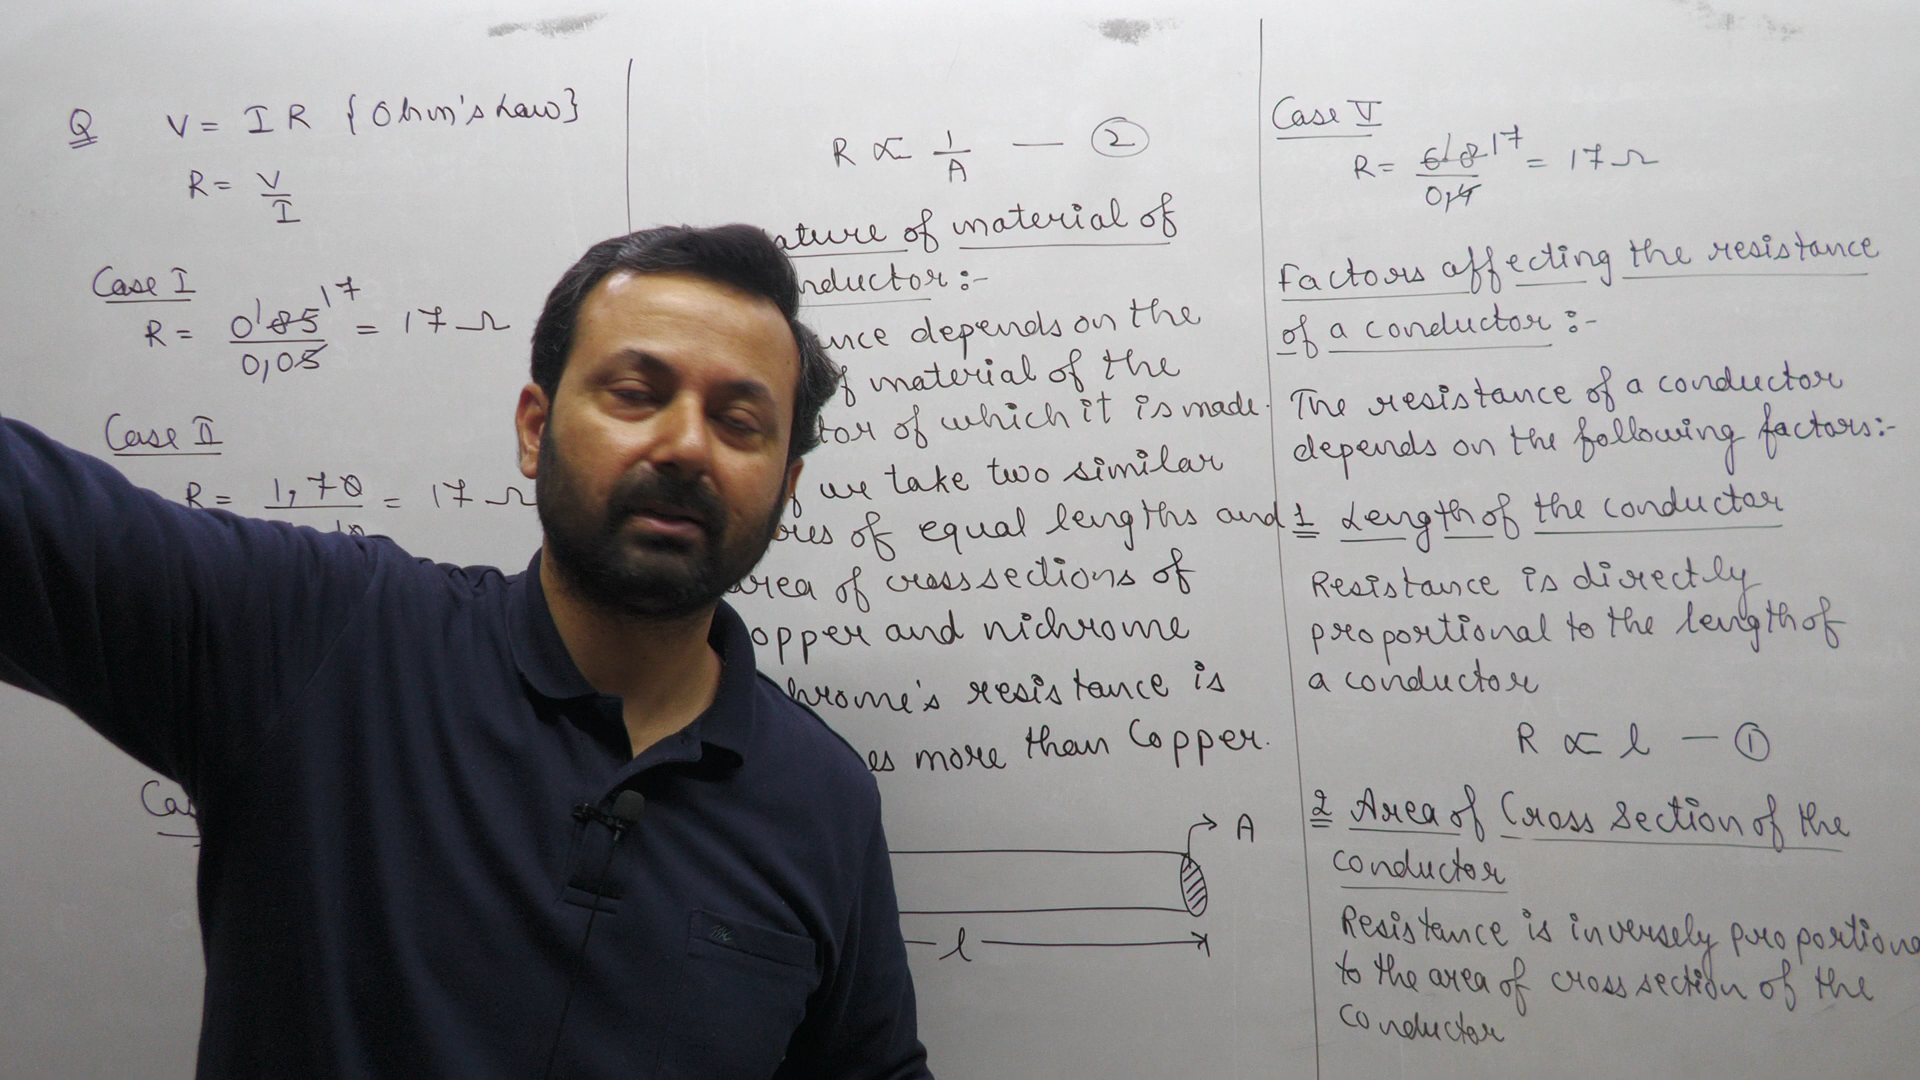 Q V = I R {Ohm's Law}
R = V/I
Case I
R = 0.85/0.05 17 = 17 Ω
Case II
R = 1.70 = 17 Ω
R ∝ 1/A — 2
ature of material of
nductor :-
nce depends on the
f material of the
tor of which it is made.
we take two similar
res of equal lengths and
area of cross sections of
opper and nichrome
hrome's resistance is
es more than Copper.
A
l
Case V
R = 6.8/0.4 17 = 17 Ω
Factors affecting the resistance
of a conductor :-
The resistance of a conductor
depends on the following factors:-
1 Length of the conductor
Resistance is directly
proportional to the length of
a conductor
R ∝ l — 1
2 Area of Cross Section of the
conductor
Resistance is inversely proportiona
to the area of cross section of the
conductor